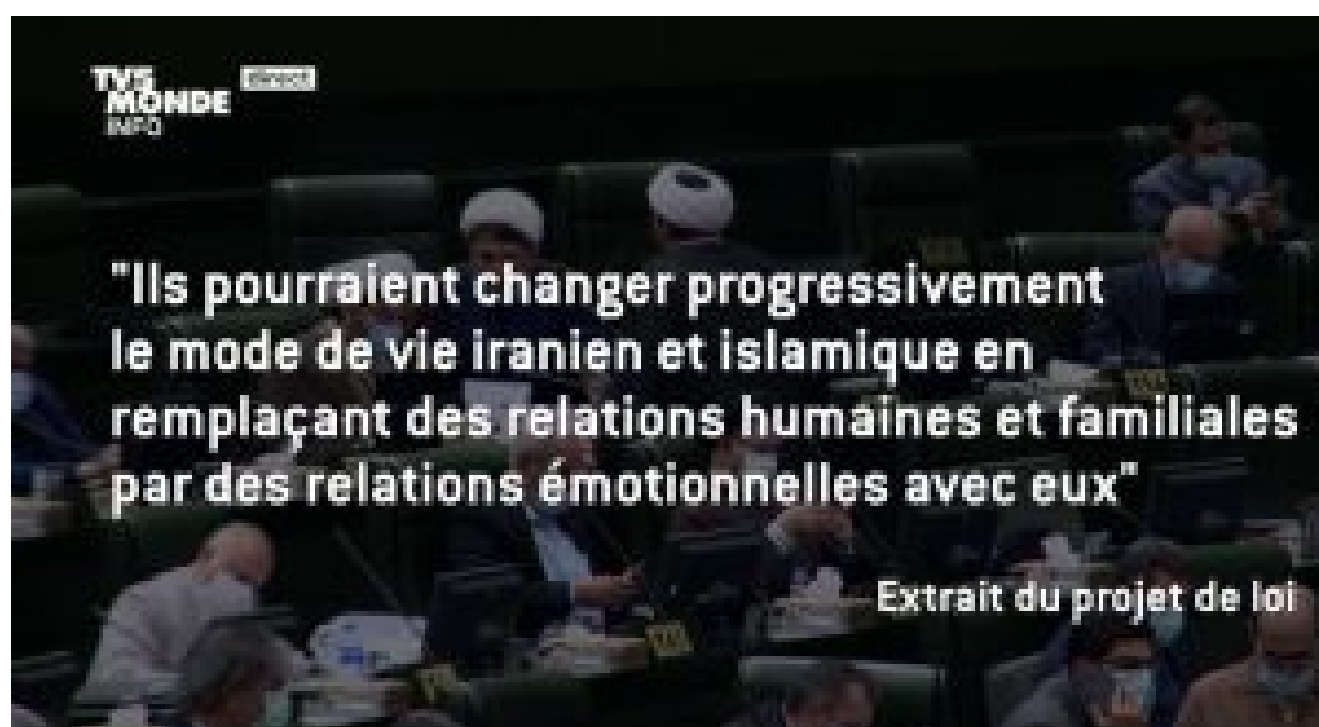 TV5
MONDE
INFO
direct
"Ils pourraient changer progressivement
le mode de vie iranien et islamique en
remplaçant des relations humaines et familiales
par des relations émotionnelles avec eux"
Extrait du projet de loi